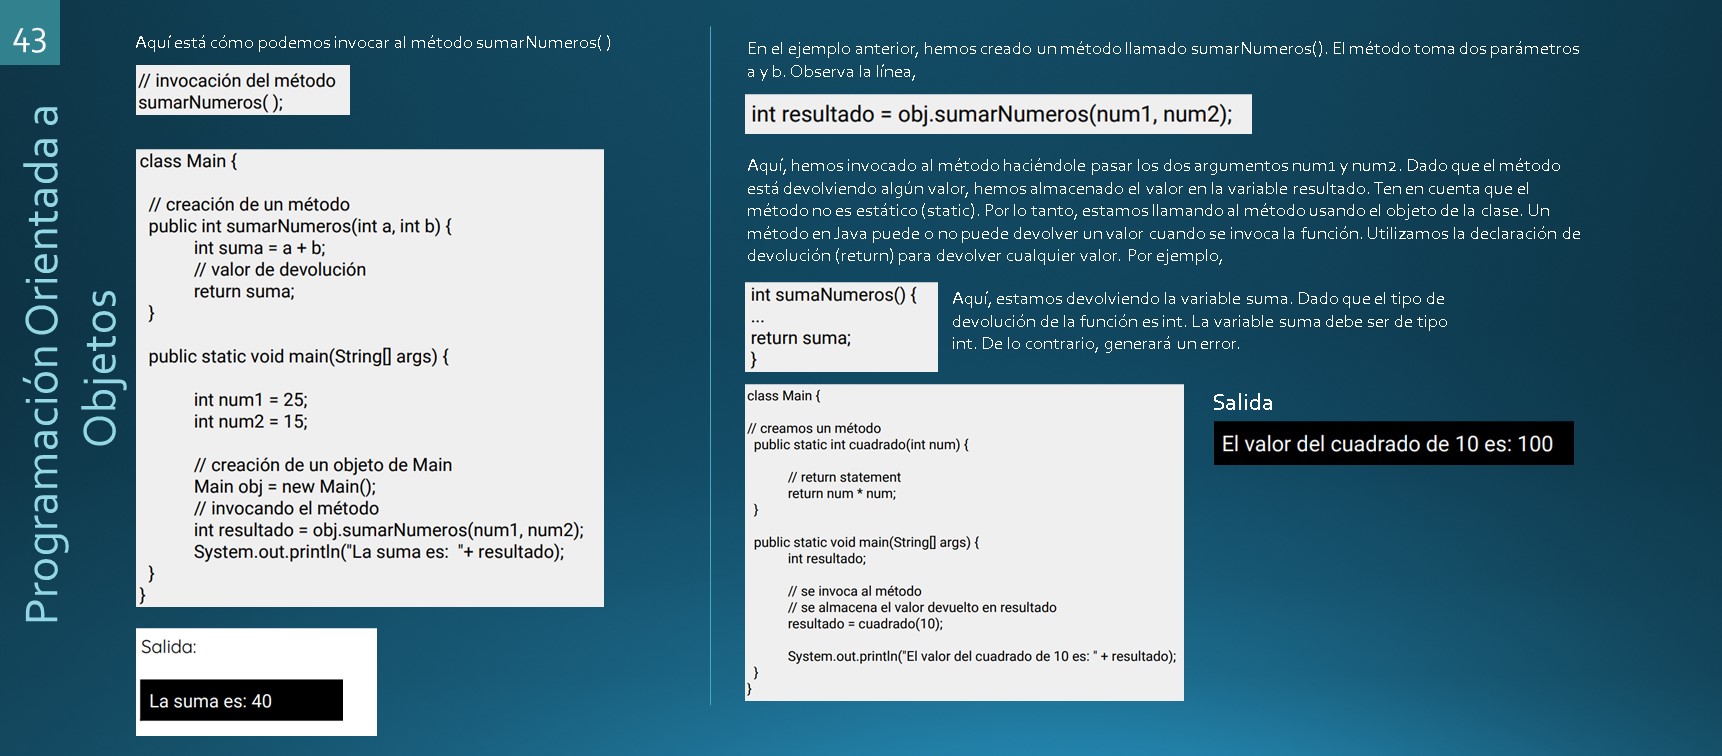 43
Programación Orientada a
Objetos
Aquí está cómo podemos invocar al método sumarNumeros( )
// invocación del método
sumarNumeros( );
class Main {
// creación de un método
public int sumarNumeros(int a, int b) {
int suma = a + b;
// valor de devolución
return suma;
}
public static void main(String[] args) {
int num1 = 25;
int num2 = 15;
// creación de un objeto de Main
Main obj = new Main();
// invocando el método
int resultado = obj.sumarNumeros(num1, num2);
System.out.println("La suma es:  "+ resultado);
}
}
Salida:
La suma es: 40
En el ejemplo anterior, hemos creado un método llamado sumarNumeros(). El método toma dos parámetros
a y b. Observa la línea,
int resultado = obj.sumarNumeros(num1, num2);
Aquí, hemos invocado al método haciéndole pasar los dos argumentos num1 y num2. Dado que el método
está devolviendo algún valor, hemos almacenado el valor en la variable resultado. Ten en cuenta que el
método no es estático (static). Por lo tanto, estamos llamando al método usando el objeto de la clase. Un
método en Java puede o no puede devolver un valor cuando se invoca la función. Utilizamos la declaración de
devolución (return) para devolver cualquier valor. Por ejemplo,
int sumaNumeros() {
...
return suma;
}
Aquí, estamos devolviendo la variable suma. Dado que el tipo de
devolución de la función es int. La variable suma debe ser de tipo
int. De lo contrario, generará un error.
class Main {
// creamos un método
public static int cuadrado(int num) {
// return statement
return num * num;
}
public static void main(String[] args) {
int resultado;
// se invoca al método
// se almacena el valor devuelto en resultado
resultado = cuadrado(10);
System.out.println("El valor del cuadrado de 10 es: " + resultado);
}
}
Salida
El valor del cuadrado de 10 es: 100